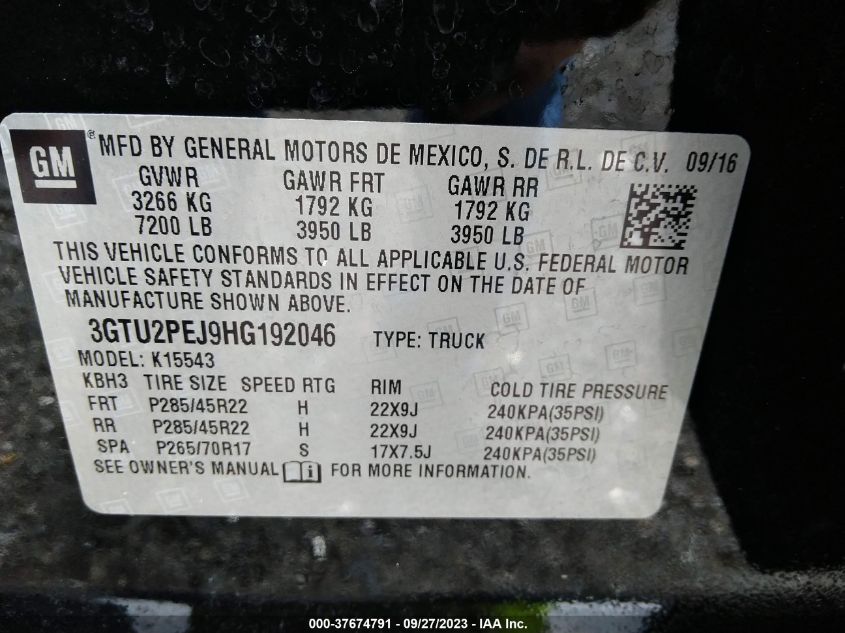 GM® MFD BY GENERAL MOTORS DE MEXICO, S. DE R.L. DE C.V. 09/16
GVWR GAWR FRT GAWR RR
3266 KG 1792 KG 1792 KG
7200 LB 3950 LB 3950 LB
THIS VEHICLE CONFORMS TO ALL APPLICABLE U.S. FEDERAL MOTOR
VEHICLE SAFETY STANDARDS IN EFFECT ON THE DATE OF
MANUFACTURE SHOWN ABOVE.
3GTU2PEJ9HG192046 TYPE: TRUCK
MODEL: K15543
KBH3 TIRE SIZE SPEED RTG RIM COLD TIRE PRESSURE
FRT P285/45R22 H 22X9J 240KPA(35PSI)
RR P285/45R22 H 22X9J 240KPA(35PSI)
SPA P265/70R17 S 17X7.5J 240KPA(35PSI)
SEE OWNER'S MANUAL FOR MORE INFORMATION.
000-37674791 - 09/27/2023 - IAA Inc.